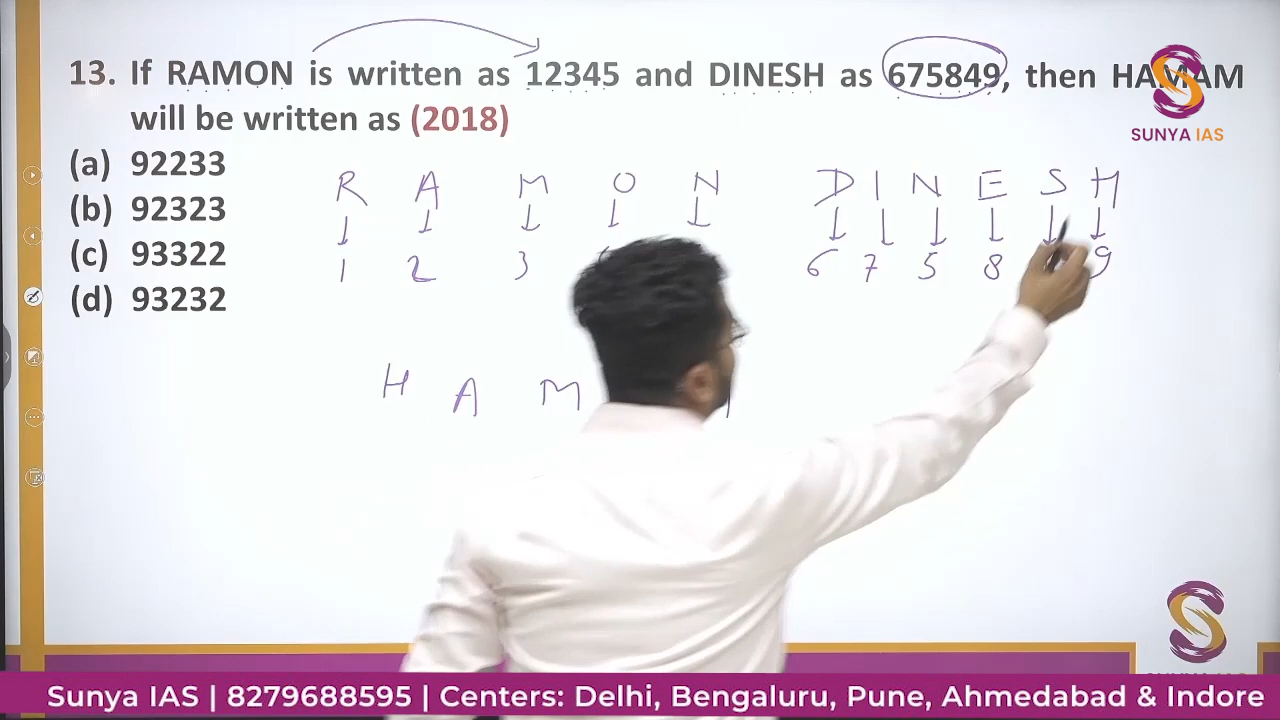 13. If RAMON is written as 12345 and DINESH as 675849, then HAMAM
will be written as (2018)
(a) 92233
(b) 92323
(c) 93322
(d) 93232
SUNYA IAS
R A M O N D I N E S H
1 2 3 6 7 5 8 9
H A M
Sunya IAS | 8279688595 | Centers: Delhi, Bengaluru, Pune, Ahmedabad & Indore